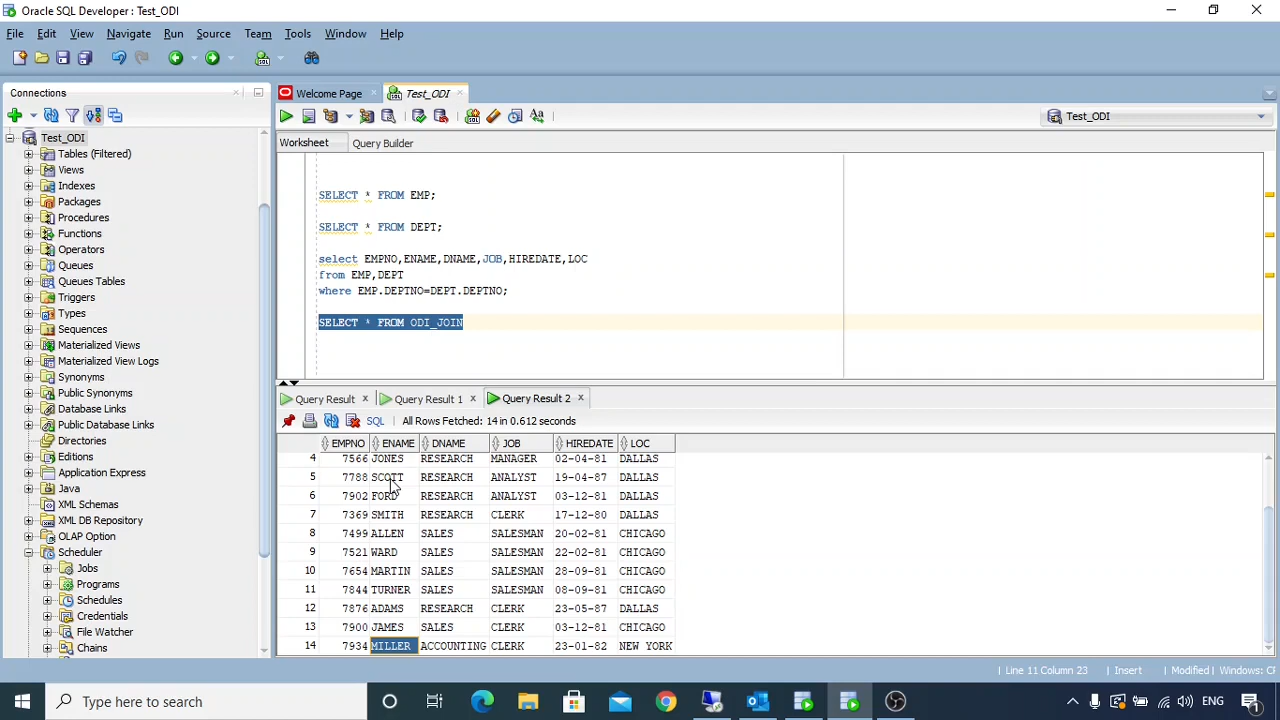 Oracle SQL Developer : Test_ODI
File Edit View Navigate Run Source Team Tools Window Help
Connections
Welcome Page
Test_ODI
Test_ODI
Worksheet
Query Builder
Test_ODI
Tables (Filtered)
Views
Indexes
Packages
Procedures
Functions
Operators
Queues
Queues Tables
Triggers
Types
Sequences
Materialized Views
Materialized View Logs
Synonyms
Public Synonyms
Database Links
Public Database Links
Directories
Editions
Application Express
Java
XML Schemas
XML DB Repository
OLAP Option
Scheduler
Jobs
Programs
Schedules
Credentials
File Watcher
Chains
SELECT * FROM EMP;
SELECT * FROM DEPT;
select EMPNO,ENAME,DNAME,JOB,HIREDATE,LOC
from EMP,DEPT
where EMP.DEPTNO=DEPT.DEPTNO;
SELECT * FROM ODI_JOIN
Query Result
Query Result 1
Query Result 2
SQL
All Rows Fetched: 14 in 0.612 seconds
EMPNO ENAME DNAME JOB HIREDATE LOC
4 7566 JONES RESEARCH MANAGER 02-04-81 DALLAS
5 7788 SCOTT RESEARCH ANALYST 19-04-87 DALLAS
6 7902 FORD RESEARCH ANALYST 03-12-81 DALLAS
7 7369 SMITH RESEARCH CLERK 17-12-80 DALLAS
8 7499 ALLEN SALES SALESMAN 20-02-81 CHICAGO
9 7521 WARD SALES SALESMAN 22-02-81 CHICAGO
10 7654 MARTIN SALES SALESMAN 28-09-81 CHICAGO
11 7844 TURNER SALES SALESMAN 08-09-81 CHICAGO
12 7876 ADAMS RESEARCH CLERK 23-05-87 DALLAS
13 7900 JAMES SALES CLERK 03-12-81 CHICAGO
14 7934 MILLER ACCOUNTING CLERK 23-01-82 NEW YORK
Line 11 Column 23
Insert
Modified
Windows: CF
Type here to search
ENG
1